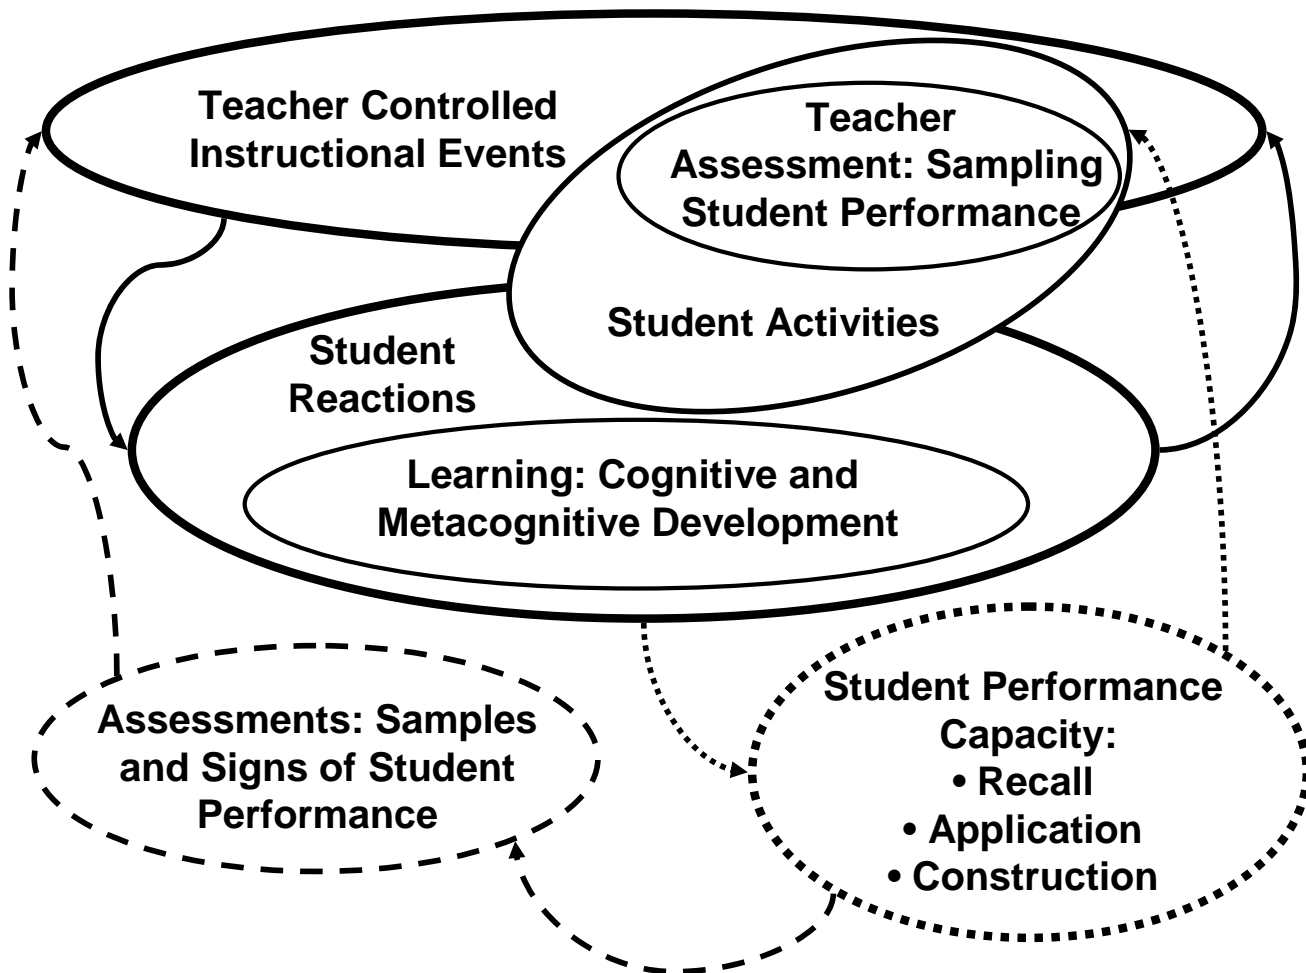 Teacher Controlled
Instructional Events
Teacher
Assessment: Sampling
Student Performance
Student Activities
Student
Reactions
Learning: Cognitive and
Metacognitive Development
Assessments: Samples
and Signs of Student
Performance
Student Performance
Capacity:
• Recall
• Application
• Construction